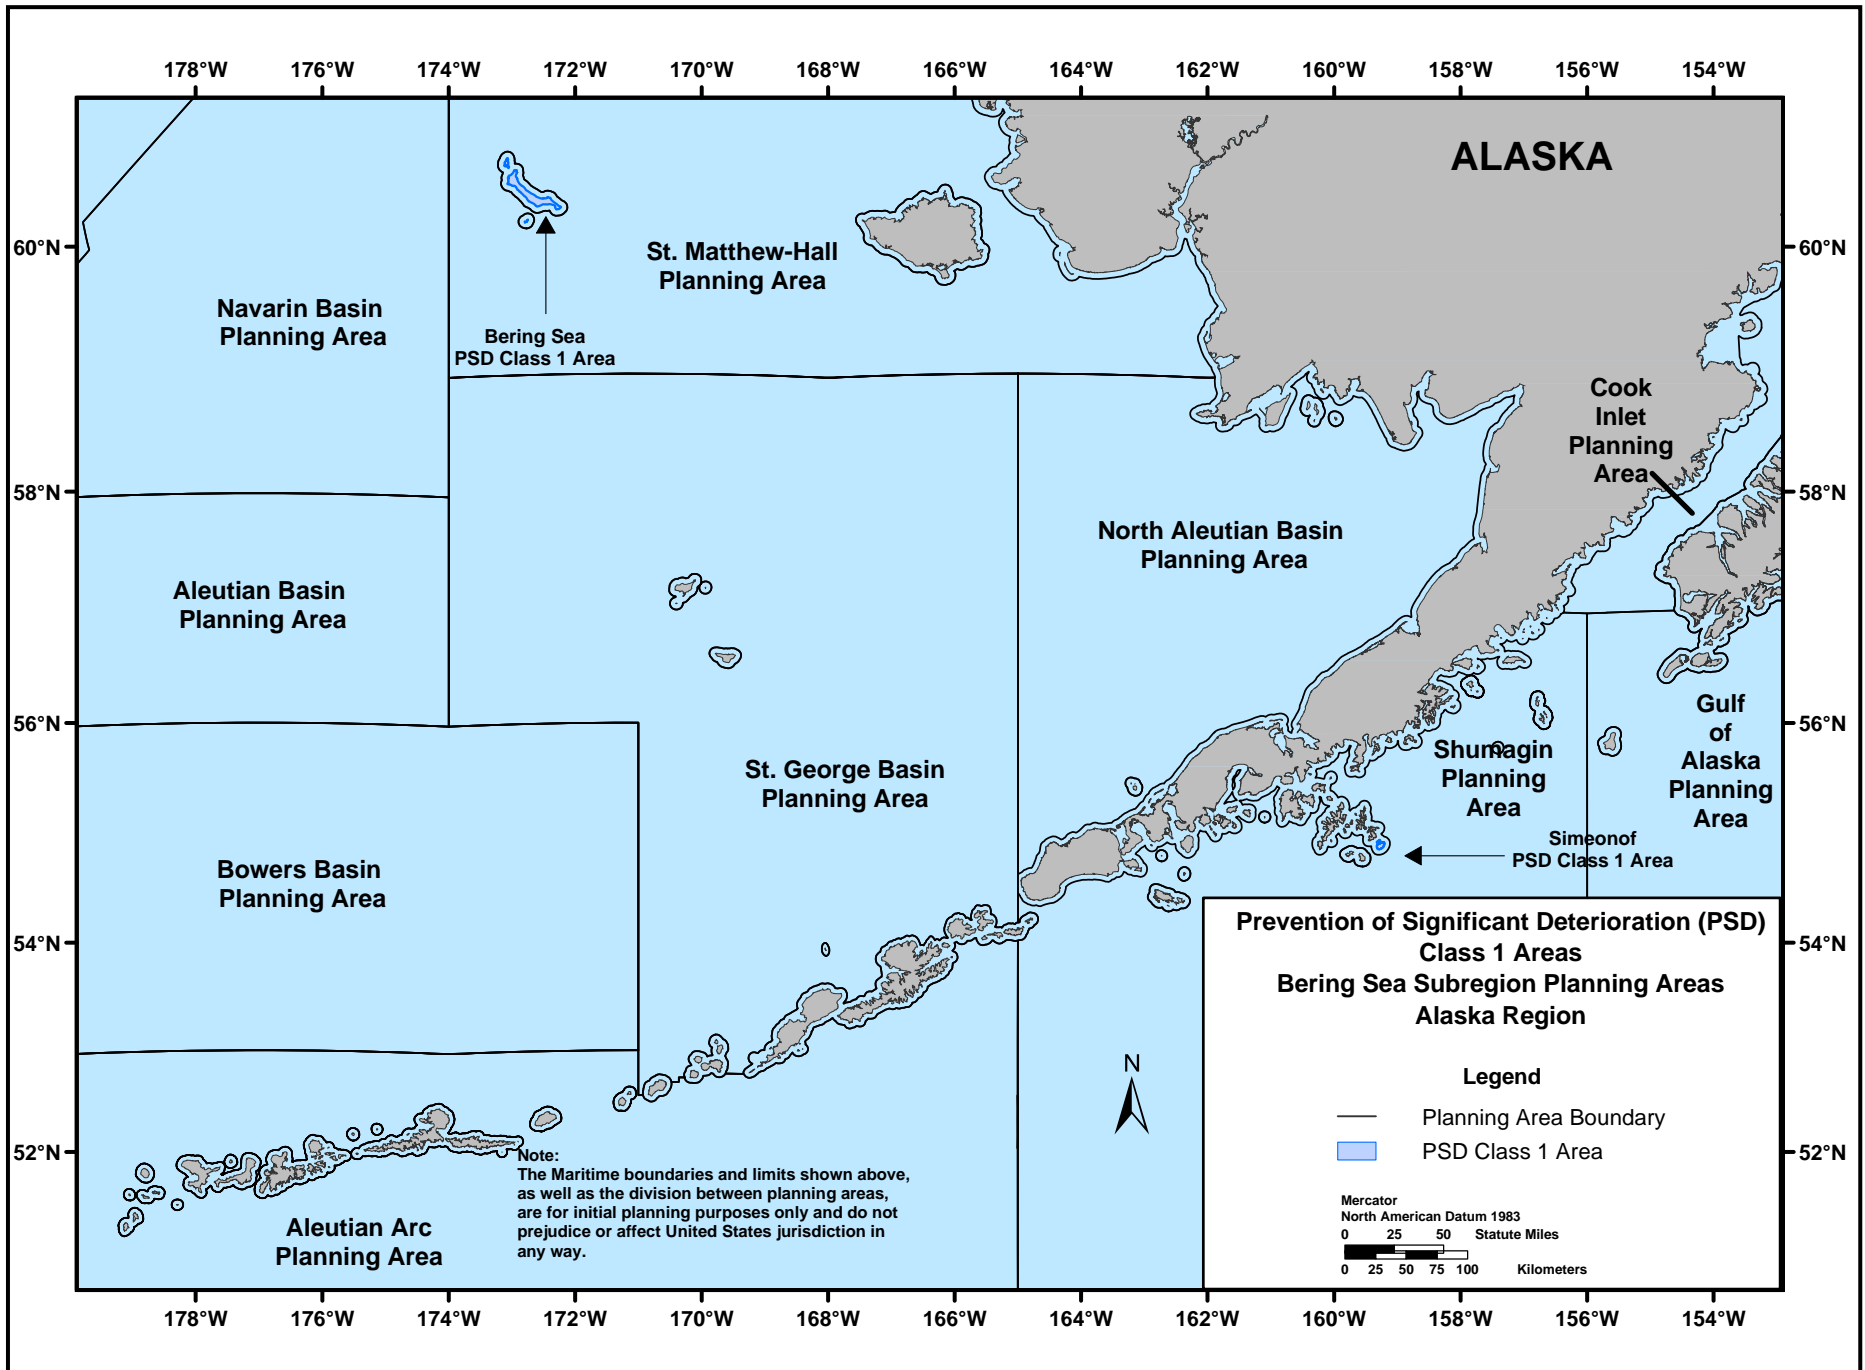 178°W 176°W 174°W 172°W 170°W 168°W 166°W 164°W 162°W 160°W 158°W 156°W 154°W
ALASKA
60°N 60°N
St. Matthew-Hall
Planning Area
Navarin Basin
Planning Area
Bering Sea
PSD Class 1 Area
Cook
Inlet
Planning
Area
58°N 58°N
North Aleutian Basin
Planning Area
Aleutian Basin
Planning Area
56°N 56°N
Gulf
of
Alaska
Planning
Area
Shumagin
Planning
Area
St. George Basin
Planning Area
Simeonof
PSD Class 1 Area
Bowers Basin
Planning Area
54°N 54°N
Prevention of Significant Deterioration (PSD)
Class 1 Areas
Bering Sea Subregion Planning Areas
Alaska Region
N
Legend
Planning Area Boundary
PSD Class 1 Area
52°N 52°N
Note:
The Maritime boundaries and limits shown above,
as well as the division between planning areas,
are for initial planning purposes only and do not
prejudice or affect United States jurisdiction in
any way.
Aleutian Arc
Planning Area
Mercator
North American Datum 1983
0 25 50 Statute Miles
0 25 50 75 100 Kilometers
178°W 176°W 174°W 172°W 170°W 168°W 166°W 164°W 162°W 160°W 158°W 156°W 154°W